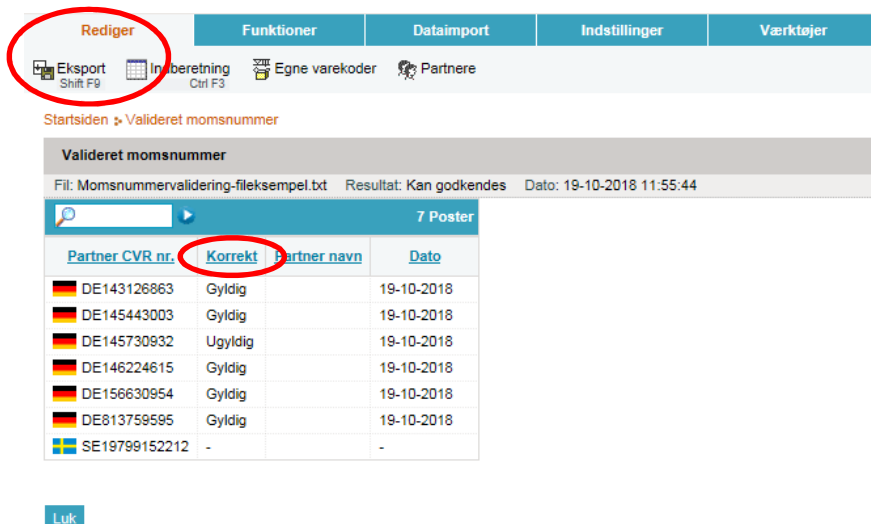 Rediger Funktioner Dataimport Indstillinger Værktøjer
Eksport Indberetning Egne varekoder Partnere
Shift F9 Ctrl F3
Startsiden Valideret momsnummer
Valideret momsnummer
Fil: Momsnummervalidering-fileksempel.txt Resultat: Kan godkendes Dato: 19-10-2018 11:55:44
7 Poster
Partner CVR nr. Korrekt Partner navn Dato
DE143126863 Gyldig 19-10-2018
DE145443003 Gyldig 19-10-2018
DE145730932 Ugyldig 19-10-2018
DE146224615 Gyldig 19-10-2018
DE156630954 Gyldig 19-10-2018
DE813759595 Gyldig 19-10-2018
SE19799152212 - -
Luk